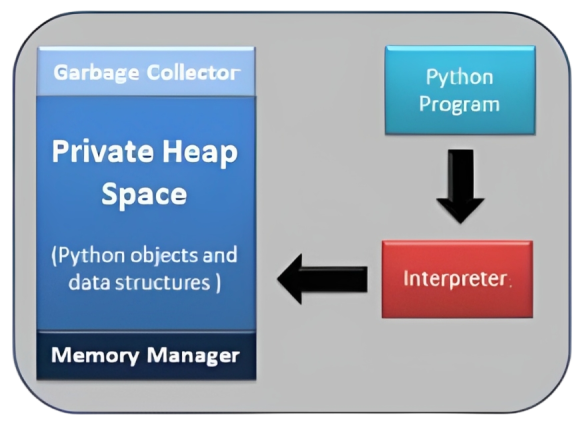 Garbage Collector
Private Heap
Space
(Python objects and
data structures )
Memory Manager
Python
Program
Interpreter